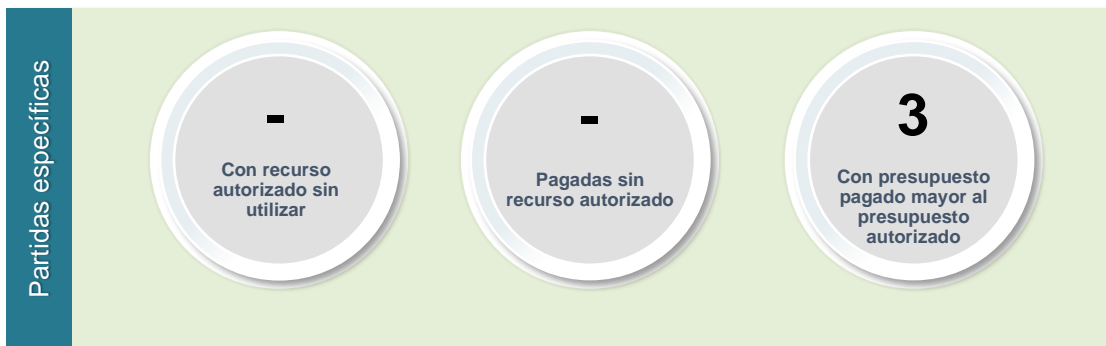 Partidas específicas
-
Con recurso
autorizado sin
utilizar
-
Pagadas sin
recurso autorizado
3
Con presupuesto
pagado mayor al
presupuesto
autorizado